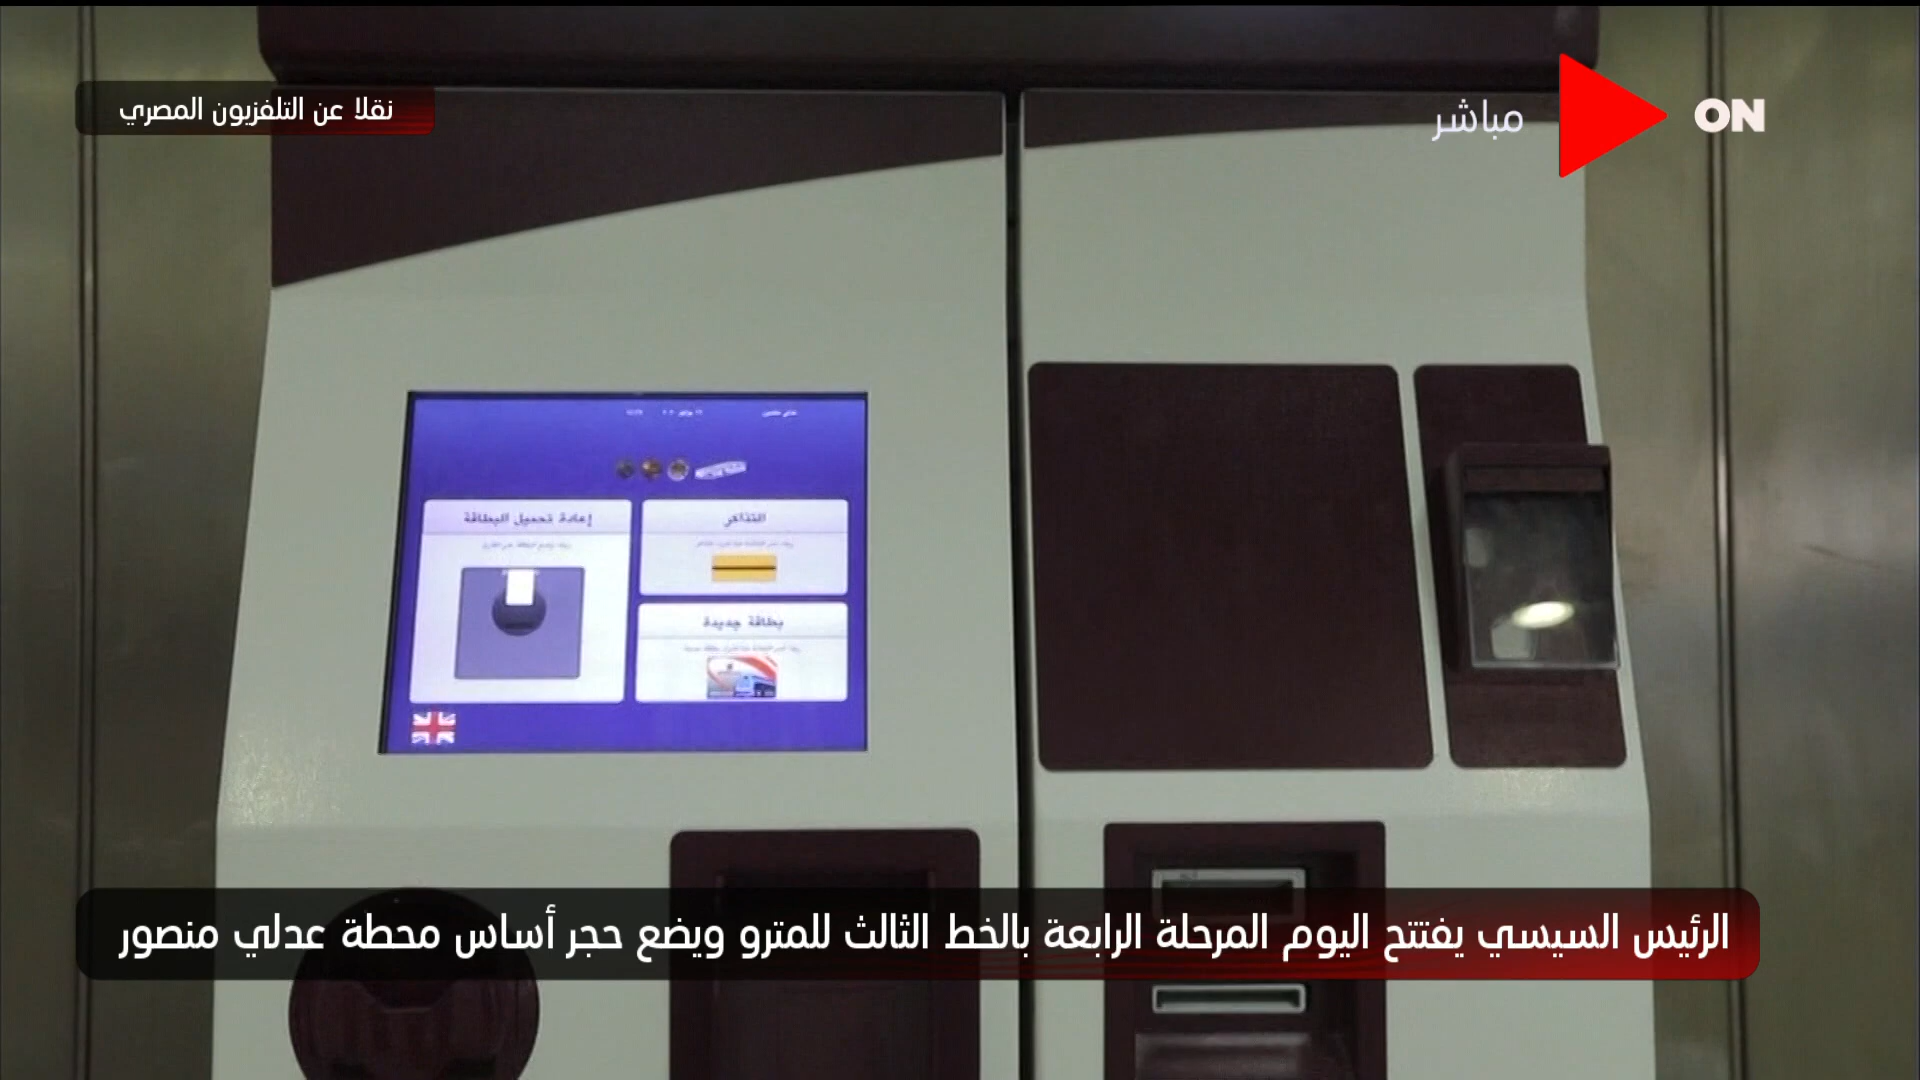 نقلا عن التلفزيون المصري
مباشر
ON
التذاكر
إعادة تحميل البطاقة
بطاقة جديدة
الرئيس السيسي يفتتح اليوم المرحلة الرابعة بالخط الثالث للمترو ويضع حجر أساس محطة عدلي منصور